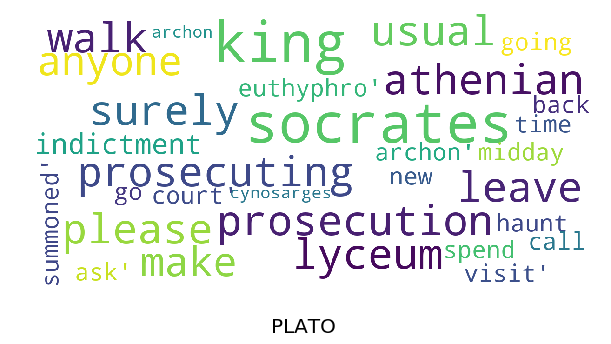 walk archon king usual going
anyone
euthyphro' athenian
surely socrates back
time
indictment archon' midday
prosecuting new leave
go court' cynosarges
summoned' please prosecution haunt
ask' make lyceum spend call
visit'
PLATO